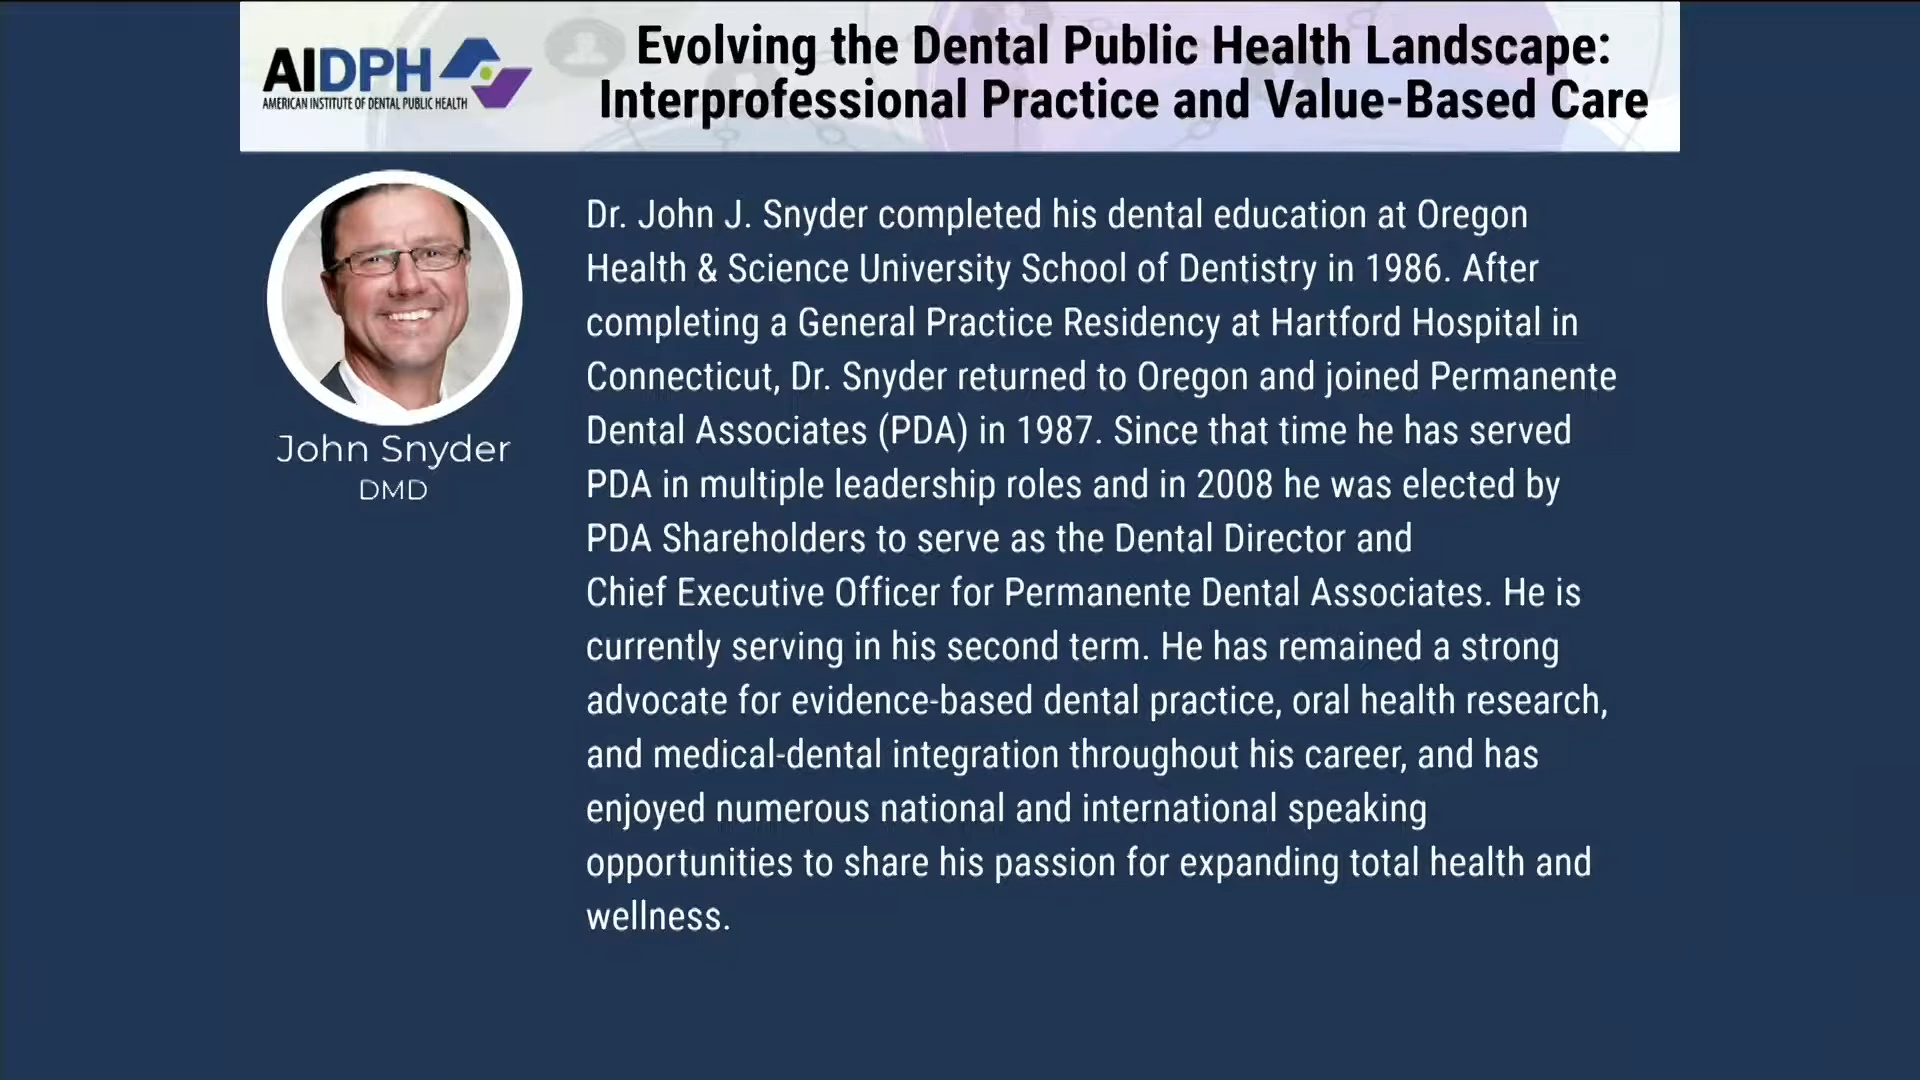 AIDPH
AMERICAN INSTITUTE OF DENTAL PUBLIC HEALTH
Evolving the Dental Public Health Landscape:
Interprofessional Practice and Value-Based Care
John Snyder
DMD
Dr. John J. Snyder completed his dental education at Oregon
Health & Science University School of Dentistry in 1986. After
completing a General Practice Residency at Hartford Hospital in
Connecticut, Dr. Snyder returned to Oregon and joined Permanente
Dental Associates (PDA) in 1987. Since that time he has served
PDA in multiple leadership roles and in 2008 he was elected by
PDA Shareholders to serve as the Dental Director and
Chief Executive Officer for Permanente Dental Associates. He is
currently serving in his second term. He has remained a strong
advocate for evidence-based dental practice, oral health research,
and medical-dental integration throughout his career, and has
enjoyed numerous national and international speaking
opportunities to share his passion for expanding total health and
wellness.